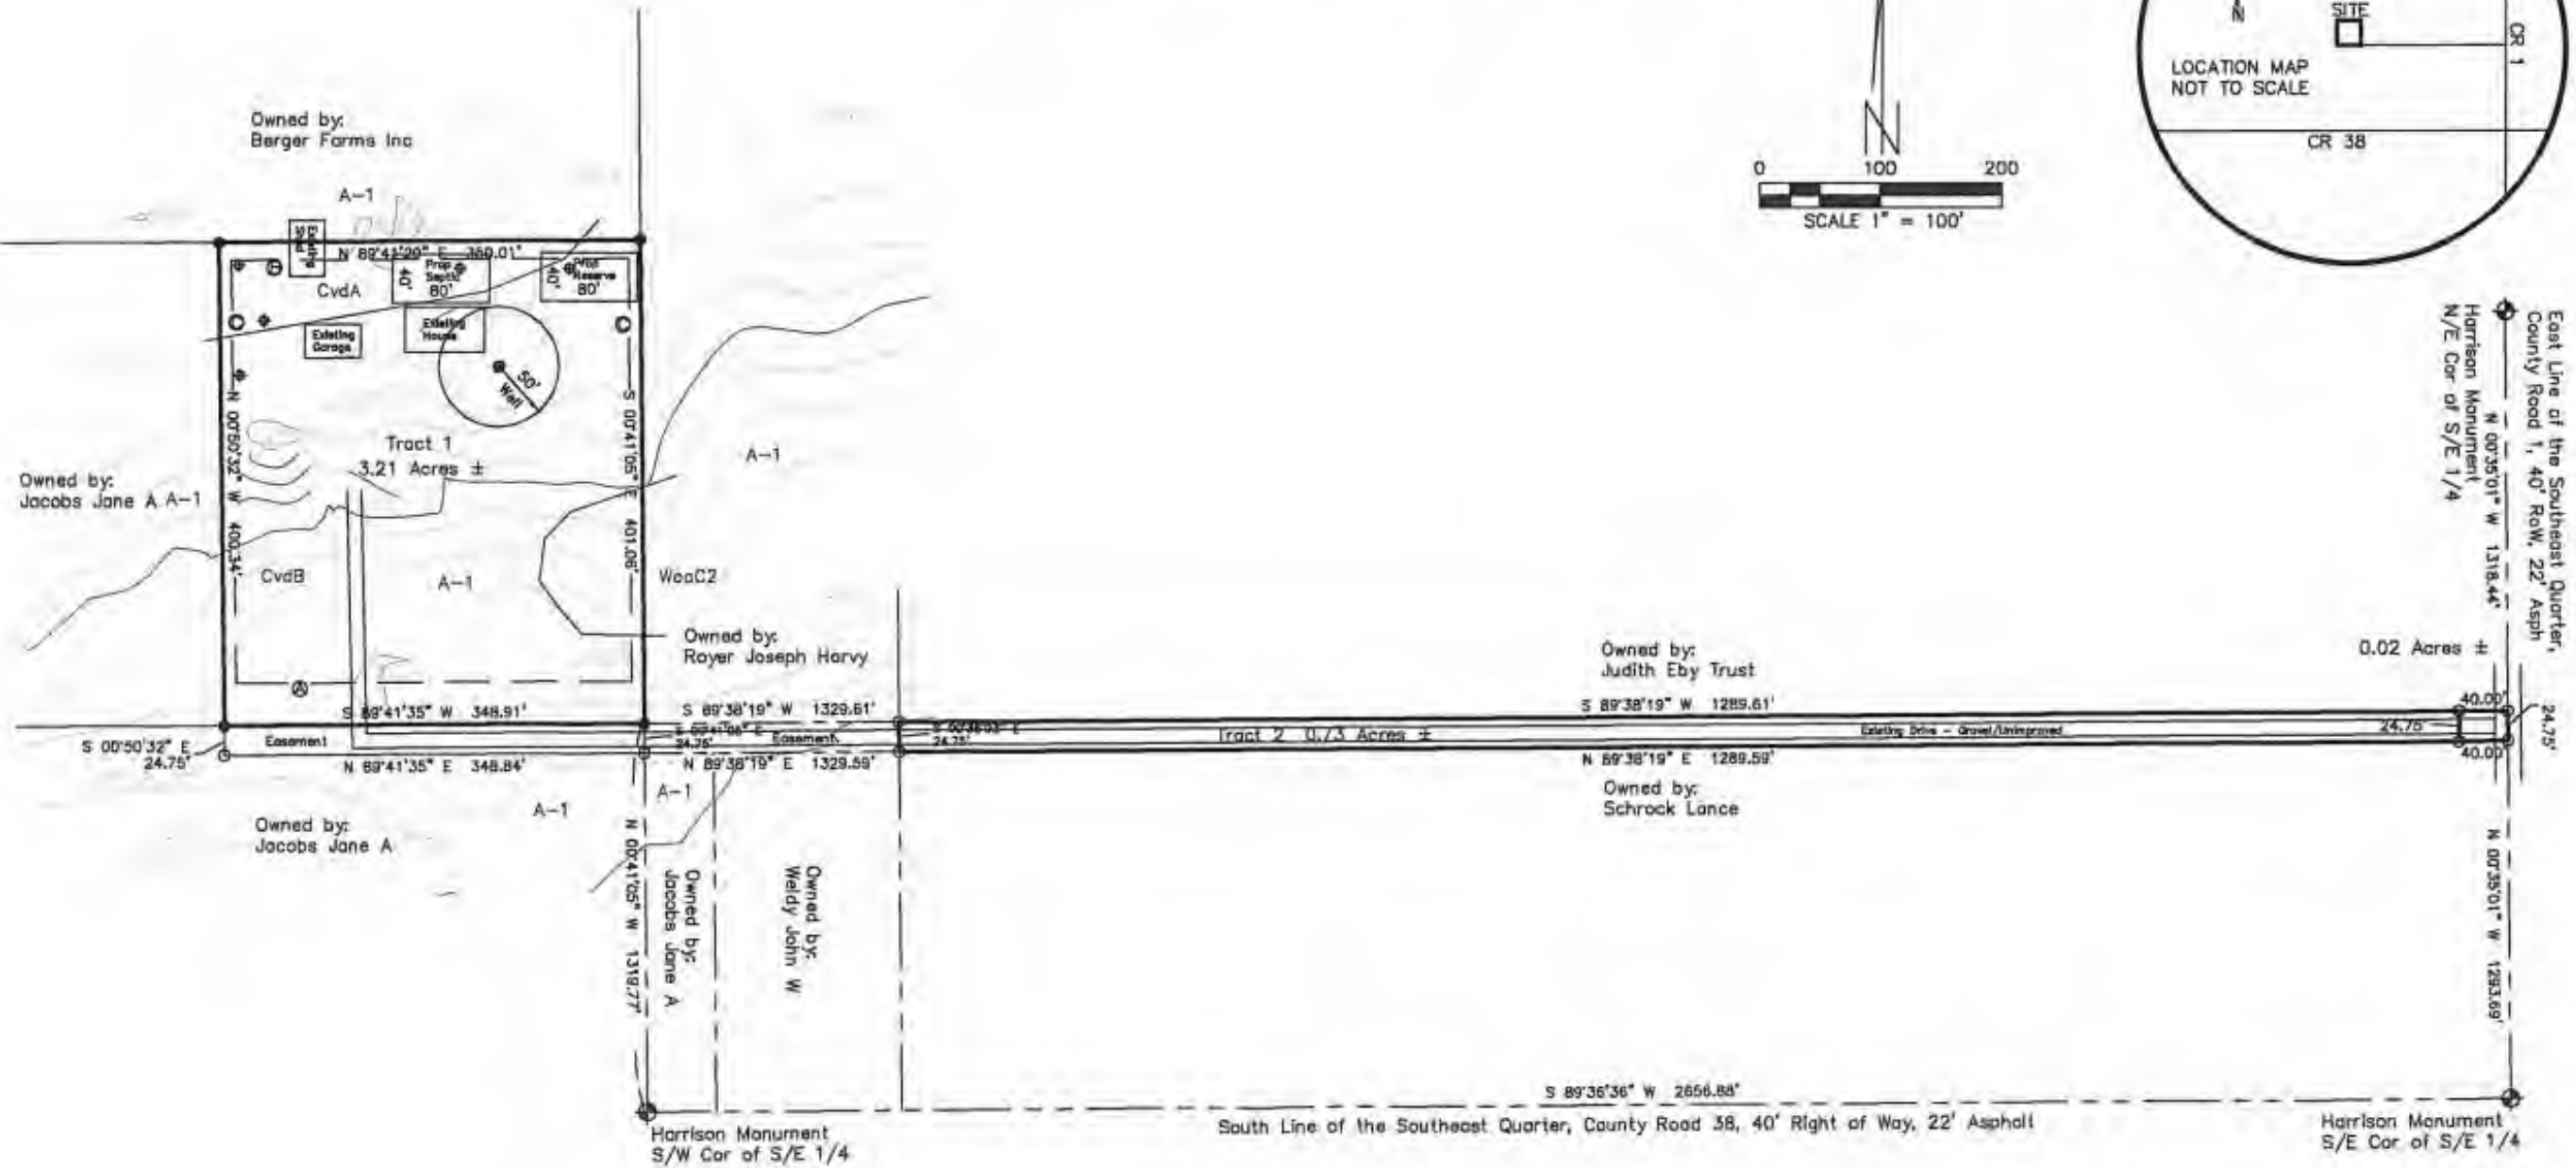 N
SITE
CR 1
LOCATION MAP
NOT TO SCALE
CR 38
N
0 100 200
SCALE 1" = 100'
Owned by:
Berger Farms Inc
A-1
Existing
Shed
N 89°41'29" E 350.01'
40'
Prop
Septic
80'
40'
Prop
Reserve
80'
CvdA
Existing
Garage
Existing
House
50'
Well
Tract 1
3.21 Acres ±
N 00°50'32" W 400.34'
S 00°41'05" E 401.06'
Owned by:
Jacobs Jane A A-1
A-1
CvdB
A-1
WoaC2
Owned by:
Royer Joseph Harvy
S 89°41'35" W 348.91'
S 00°50'32" E
24.75'
Easement
N 89°41'35" E 348.84'
S 89°38'19" W 1329.61'
S 00°41'05" E
24.75'
Easement
N 89°38'19" E 1329.59'
24.75'
Owned by:
Judith Eby Trust
S 89°38'19" W 1289.61'
Tract 2 0.73 Acres ±
Existing Drive - Gravel/Unimproved
N 89°38'19" E 1289.59'
Owned by:
Schrock Lance
0.02 Acres ±
40.00'
24.75'
40.00'
24.75'
East Line of the Southeast Quarter,
County Road 1, 40' RoW, 22' Asph
N 00°35'01" W 1318.44'
Harrison Monument
N/E Cor of S/E 1/4
Owned by:
Jacobs Jane A
A-1
A-1
N 00°41'05" W 1319.77'
Owned by:
Jacobs Jane A
Owned by:
Weldy John W
N 00°35'01" W 1293.69'
S 89°36'36" W 2656.88'
South Line of the Southeast Quarter, County Road 38, 40' Right of Way, 22' Asphalt
Harrison Monument
S/W Cor of S/E 1/4
Harrison Monument
S/E Cor of S/E 1/4